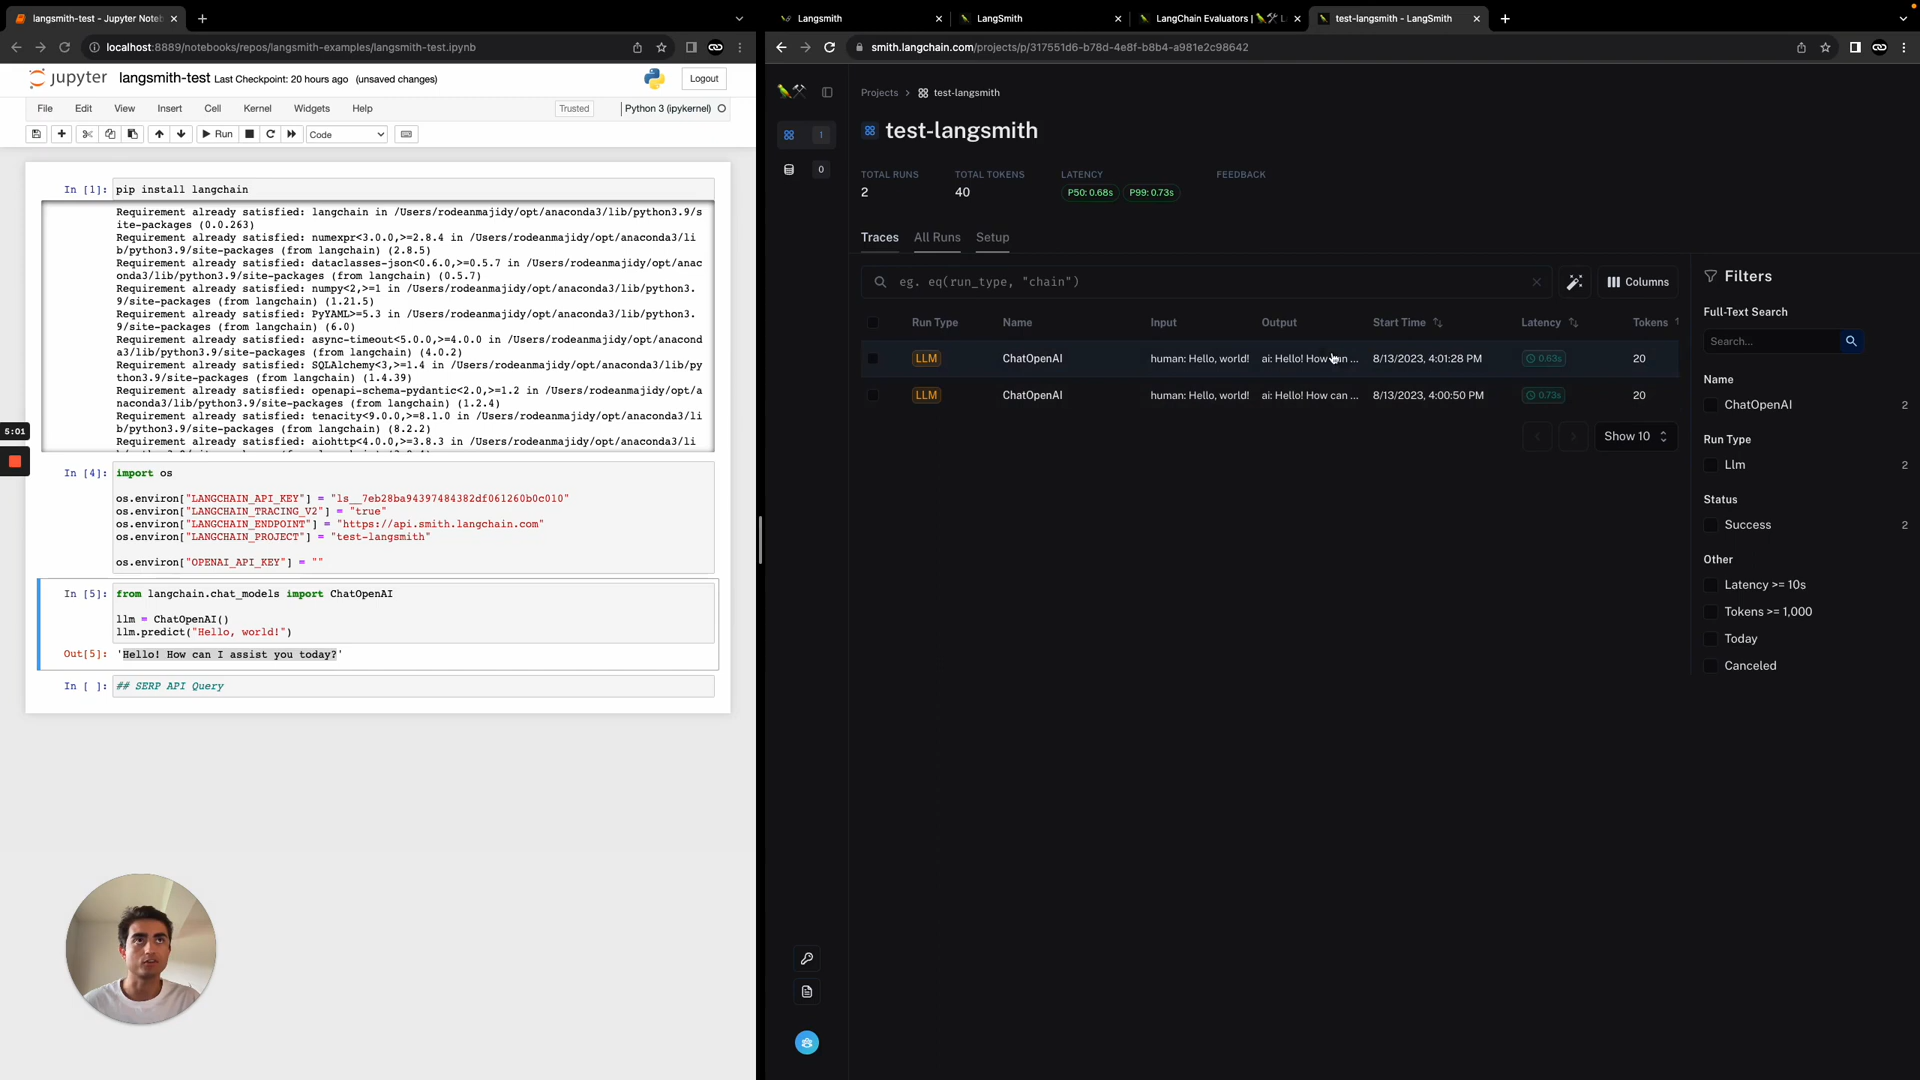 langsmith-test - Jupyter Noteb
localhost:8889/notebooks/repos/langsmith-examples/langsmith-test.ipynb
jupyter langsmith-test Last Checkpoint: 20 hours ago (unsaved changes)
Logout
File Edit View Insert Cell Kernel Widgets Help
Trusted
Python 3 (ipykernel)
Run
Code
In [1]: pip install langchain
Requirement already satisfied: langchain in /Users/rodeanmajidy/opt/anaconda3/lib/python3.9/s
ite-packages (0.0.263)
Requirement already satisfied: numexpr<3.0.0,>=2.8.4 in /Users/rodeanmajidy/opt/anaconda3/li
b/python3.9/site-packages (from langchain) (2.8.5)
Requirement already satisfied: dataclasses-json<0.6.0,>=0.5.7 in /Users/rodeanmajidy/opt/anac
onda3/lib/python3.9/site-packages (from langchain) (0.5.7)
Requirement already satisfied: numpy<2,>=1 in /Users/rodeanmajidy/opt/anaconda3/lib/python3.
9/site-packages (from langchain) (1.21.5)
Requirement already satisfied: PyYAML>=5.3 in /Users/rodeanmajidy/opt/anaconda3/lib/python3.
9/site-packages (from langchain) (6.0)
Requirement already satisfied: async-timeout<5.0.0,>=4.0.0 in /Users/rodeanmajidy/opt/anacond
a3/lib/python3.9/site-packages (from langchain) (4.0.2)
Requirement already satisfied: SQLAlchemy<3,>=1.4 in /Users/rodeanmajidy/opt/anaconda3/lib/py
thon3.9/site-packages (from langchain) (1.4.39)
Requirement already satisfied: openapi-schema-pydantic<2.0,>=1.2 in /Users/rodeanmajidy/opt/a
naconda3/lib/python3.9/site-packages (from langchain) (1.2.4)
Requirement already satisfied: tenacity<9.0.0,>=8.1.0 in /Users/rodeanmajidy/opt/anaconda3/li
b/python3.9/site-packages (from langchain) (8.2.2)
Requirement already satisfied: aiohttp<4.0.0,>=3.8.3 in /Users/rodeanmajidy/opt/anaconda3/li
5:01
In [4]: import os
os.environ["LANGCHAIN_API_KEY"] = "ls__7eb28ba94397484382df061260b0c010"
os.environ["LANGCHAIN_TRACING_V2"] = "true"
os.environ["LANGCHAIN_ENDPOINT"] = "https://api.smith.langchain.com"
os.environ["LANGCHAIN_PROJECT"] = "test-langsmith"
os.environ["OPENAI_API_KEY"] = ""
In [5]: from langchain.chat_models import ChatOpenAI
llm = ChatOpenAI()
llm.predict("Hello, world!")
Out[5]: 'Hello! How can I assist you today?'
In [ ]: ## SERP API Query
Langsmith
LangSmith
LangChain Evaluators | L
test-langsmith - LangSmith
smith.langchain.com/projects/p/317551d6-b78d-4e8f-b8b4-a981e2c98642
Projects > test-langsmith
1
0
test-langsmith
TOTAL RUNS TOTAL TOKENS LATENCY FEEDBACK
2 40 P50: 0.68s P99: 0.73s
Traces All Runs Setup
eg. eq(run_type, "chain")
Columns
Run Type Name Input Output Start Time Latency Tokens
LLM ChatOpenAI human: Hello, world! ai: Hello! How can ... 8/13/2023, 4:01:28 PM 0.63s 20
LLM ChatOpenAI human: Hello, world! ai: Hello! How can ... 8/13/2023, 4:00:50 PM 0.73s 20
Show 10
Filters
Full-Text Search
Search...
Name
ChatOpenAI 2
Run Type
Llm 2
Status
Success 2
Other
Latency >= 10s
Tokens >= 1,000
Today
Canceled